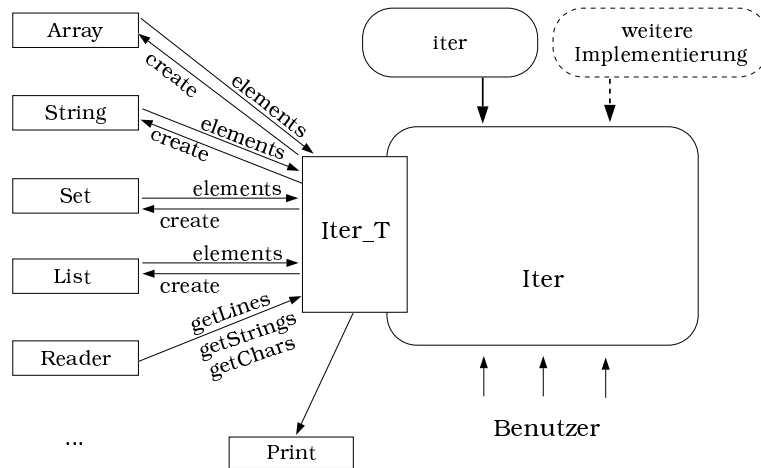 Array
iter
weitere
Implementierung
create
elements
String
elements
create
Set
elements
create
Iter_T
List
elements
create
Iter
Reader
getLines
getStrings
getChars
Benutzer
...
Print